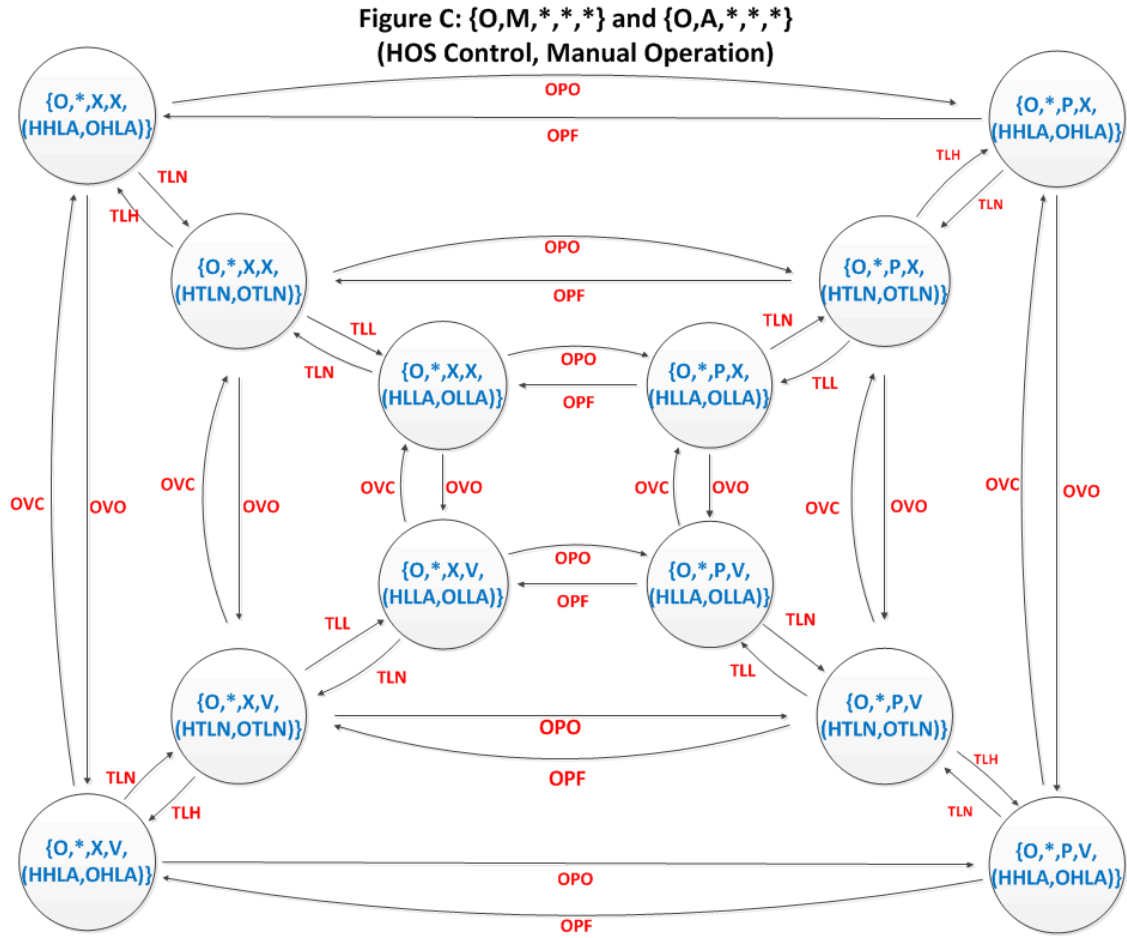 Figure C: {O,M,*,*,*} and {O,A,*,*,*}
(HOS Control, Manual Operation)
{O,*,X,X,
(HHLA,OHLA)}
OPO
OPF
{O,*,P,X,
(HHLA,OHLA)}
TLN
TLH
TLH
TLN
{O,*,X,X,
(HTLN,OTLN)}
OPO
OPF
{O,*,P,X,
(HTLN,OTLN)}
TLL
TLN
TLN
TLL
{O,*,X,X,
(HLLA,OLLA)}
OPO
OPF
{O,*,P,X,
(HLLA,OLLA)}
OVC
OVO
OVC
OVO
OVC
OVO
OVC
OVO
OVC
OVO
OVC
OVO
{O,*,X,V,
(HLLA,OLLA)}
OPO
OPF
{O,*,P,V,
(HLLA,OLLA)}
TLL
TLN
TLN
TLL
{O,*,X,V,
(HTLN,OTLN)}
OPO
OPF
{O,*,P,V
(HTLN,OTLN)}
TLN
TLH
TLH
TLN
{O,*,X,V,
(HHLA,OHLA)}
OPO
OPF
{O,*,P,V,
(HHLA,OHLA)}